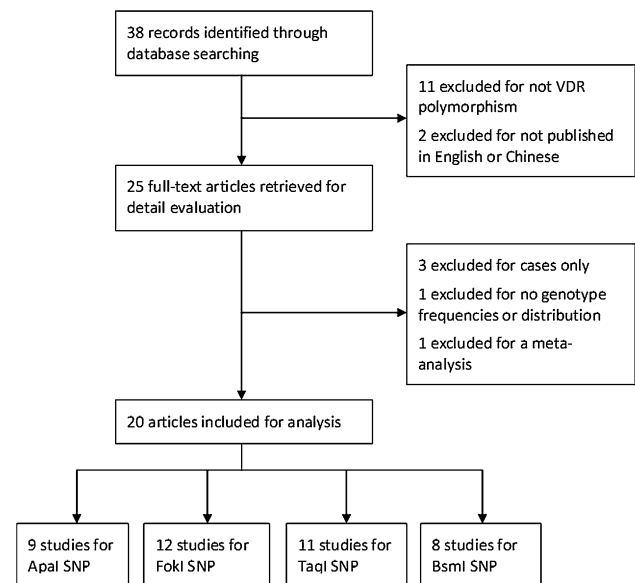 38 records identified through
database searching
11 excluded for not VDR
polymorphism
2 excluded for not published
in English or Chinese
25 full-text articles retrieved for
detail evaluation
3 excluded for cases only
1 excluded for no genotype
frequencies or distribution
1 excluded for a meta-
analysis
20 articles included for analysis
9 studies for
ApaI SNP
12 studies for
FokI SNP
11 studies for
TaqI SNP
8 studies for
BsmI SNP